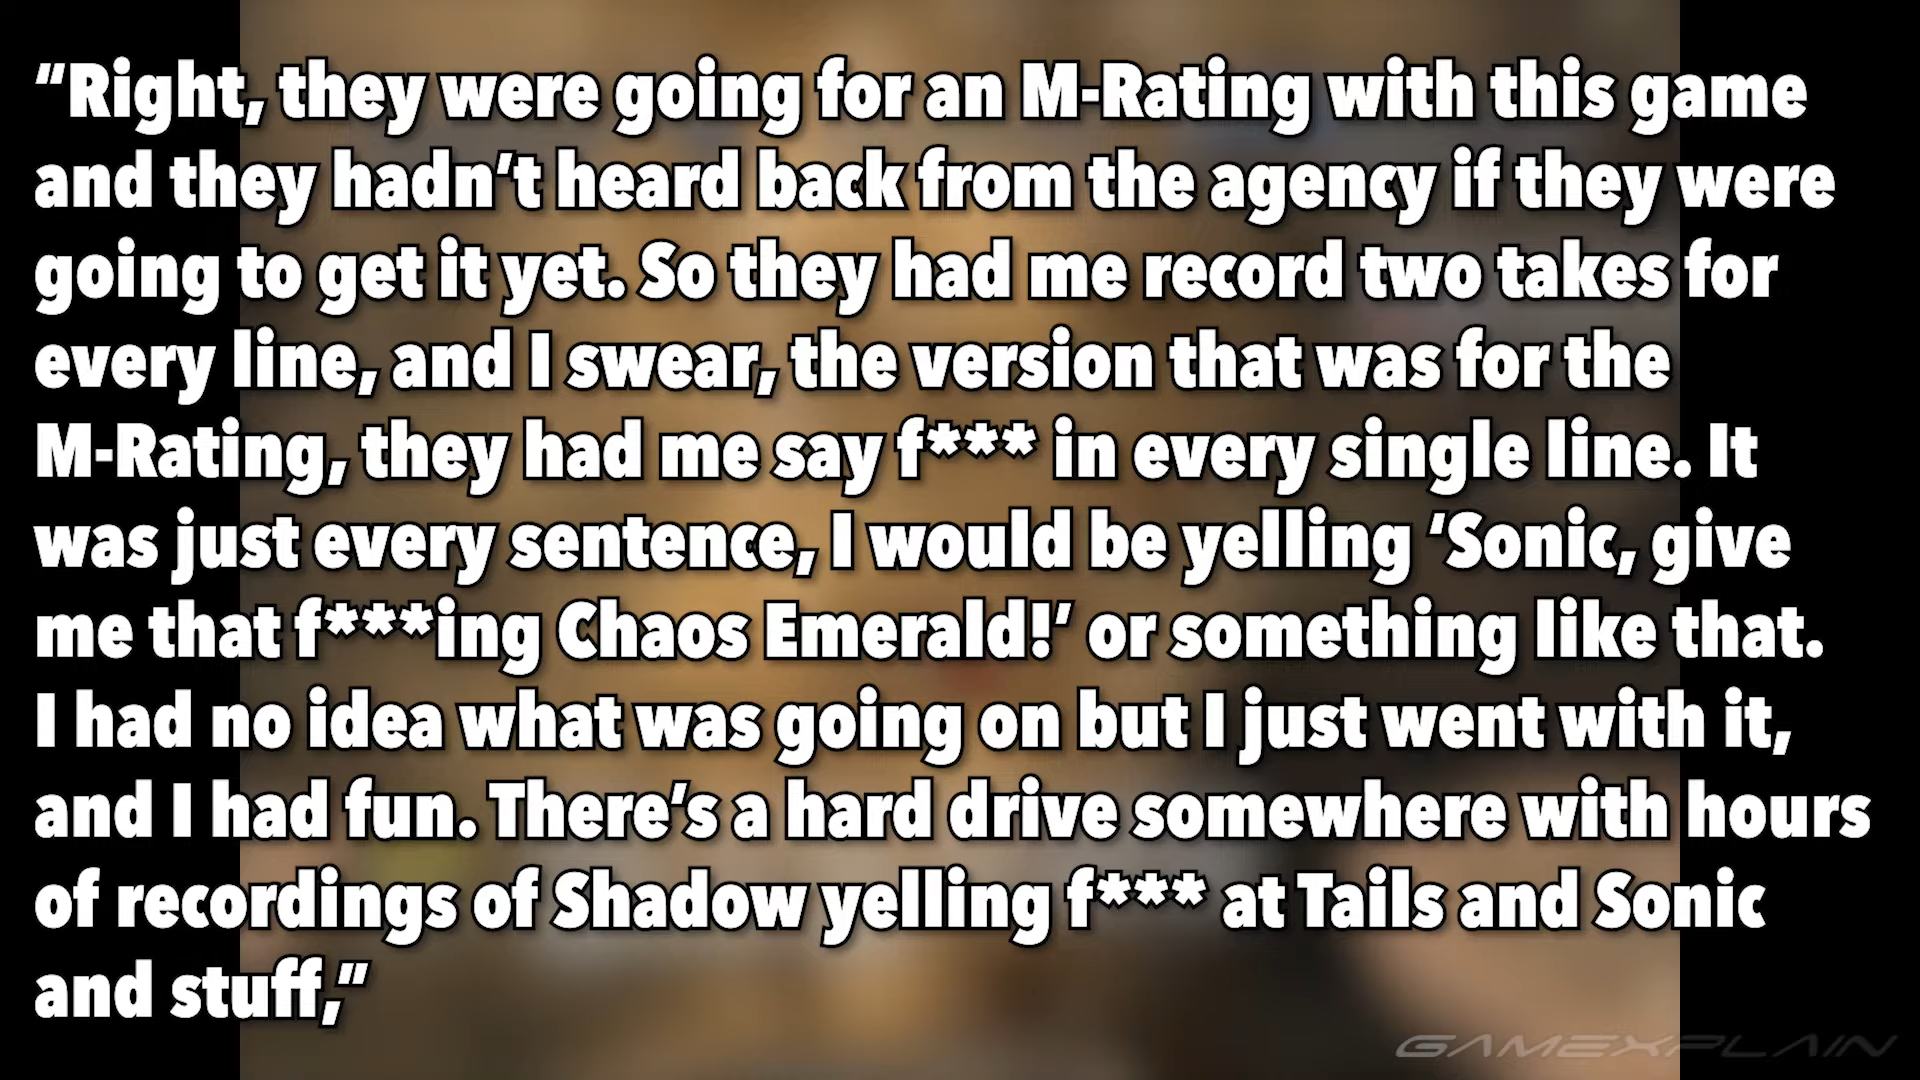 “Right, they were going for an M-Rating with this game
and they hadn’t heard back from the agency if they were
going to get it yet. So they had me record two takes for
every line, and I swear, the version that was for the
M-Rating, they had me say f*** in every single line. It
was just every sentence, I would be yelling ‘Sonic, give
me that f***ing Chaos Emerald!’ or something like that.
I had no idea what was going on but I just went with it,
and I had fun. There’s a hard drive somewhere with hours
of recordings of Shadow yelling f*** at Tails and Sonic
and stuff,”
GAMEXPLAIN